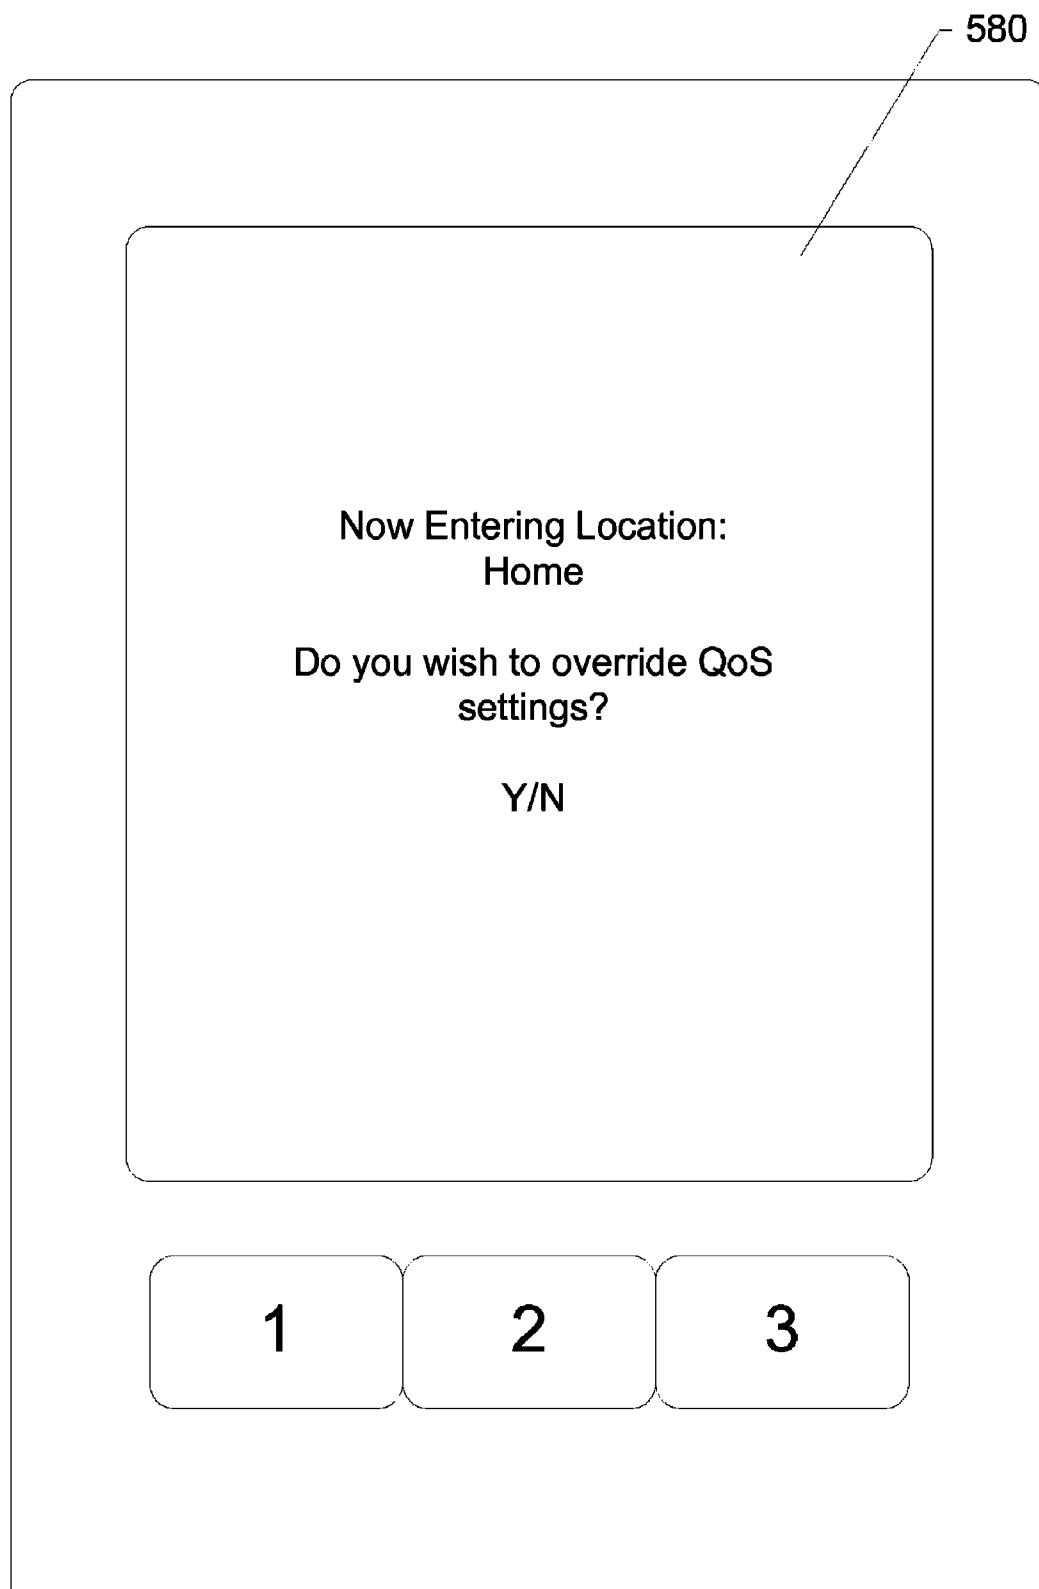 580
Now Entering Location:
Home
Do you wish to override QoS
settings?
Y/N
1 2 3